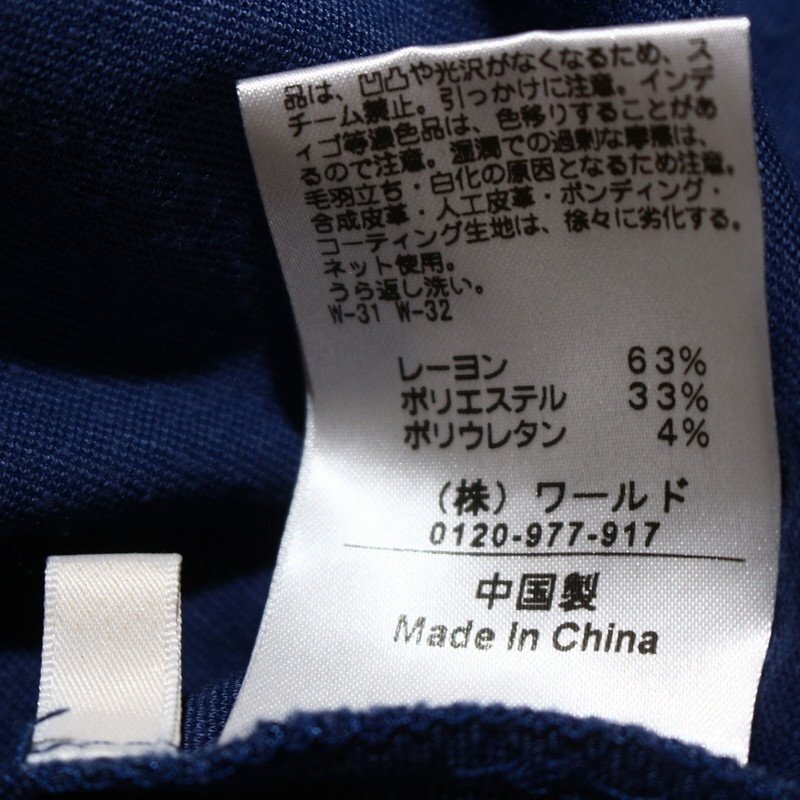 品は、凹凸や光沢がなくなるため、ス
チーム禁止。引っかけに注意。インデ
ィゴ等濃色品は、色移りすることがあ
るので注意。湿潤での過剰な摩擦は、
毛羽立ち・白化の原因となるため注意。
合成皮革・人工皮革・ボンディング・
コーティング生地は、徐々に劣化する。
ネット使用。
うら返し洗い。
W-31 W-32
レーヨン 63%
ポリエステル 33%
ポリウレタン 4%
(株) ワールド
0120-977-917
中国製
Made In China